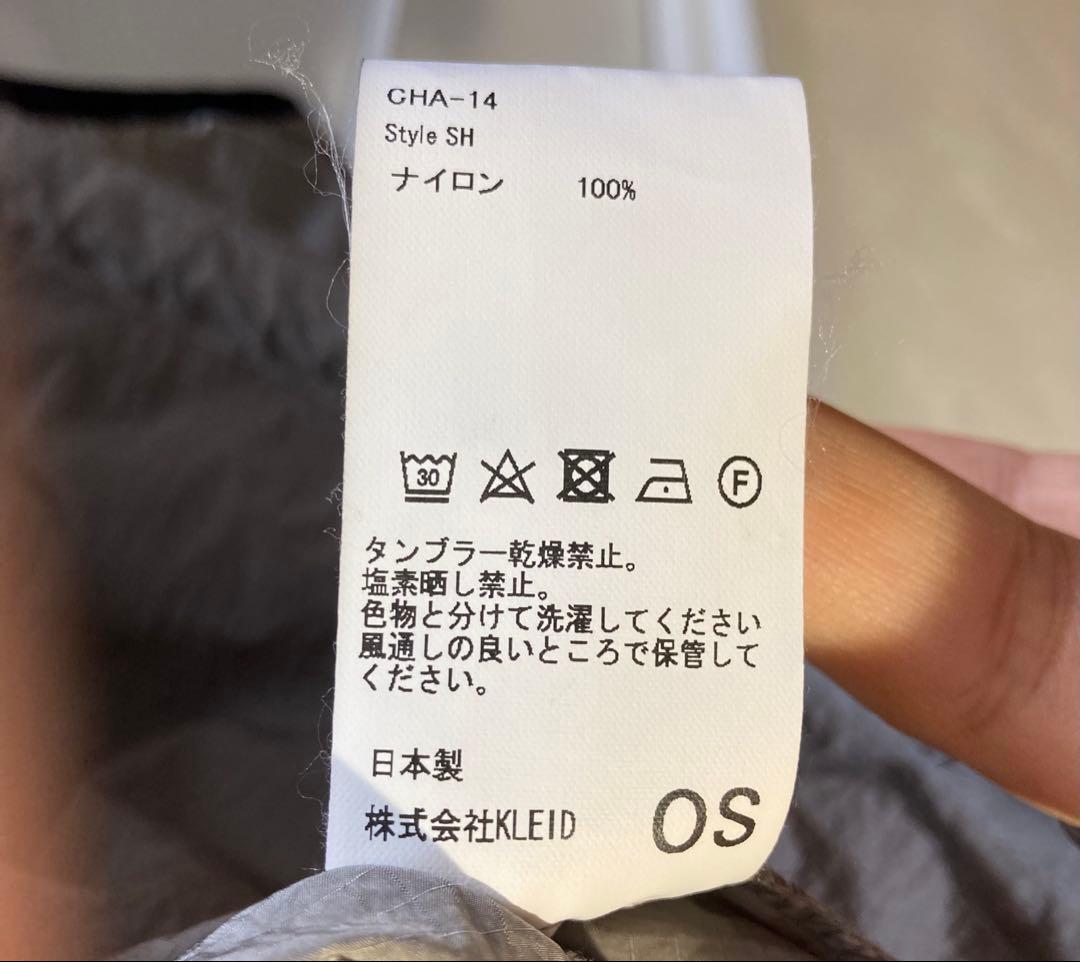 CHA-14
Style SH
ナイロン 100%
30
F
タンブラー乾燥禁止。
塩素晒し禁止。
色物と分けて洗濯してください
風通しの良いところで保管して
ください。
日本製
株式会社KLEID
OS